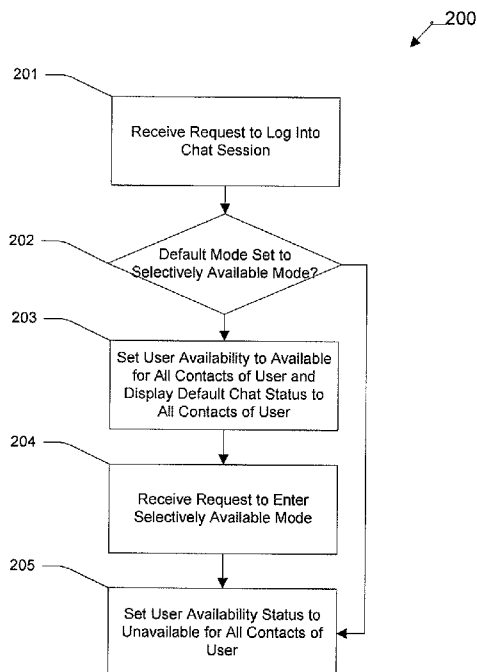 200
201
Receive Request to Log Into
Chat Session
202
Default Mode Set to
Selectively Available Mode?
203
Set User Availability to Available
for All Contacts of User and
Display Default Chat Status to
All Contacts of User
204
Receive Request to Enter
Selectively Available Mode
205
Set User Availability Status to
Unavailable for All Contacts of
User